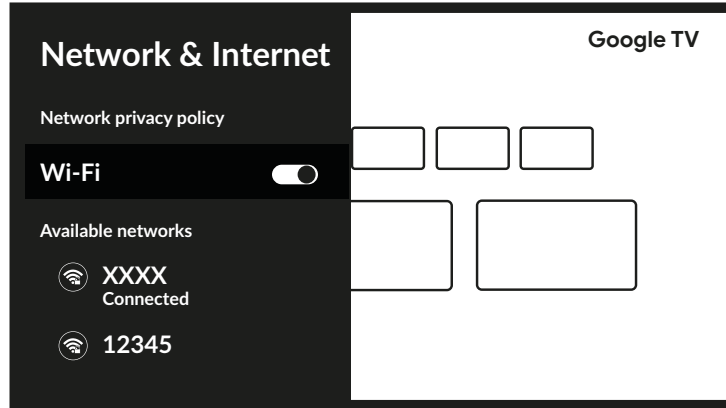 Network & Internet
Google TV
Network privacy policy
Wi-Fi
Available networks
XXXX
Connected
12345